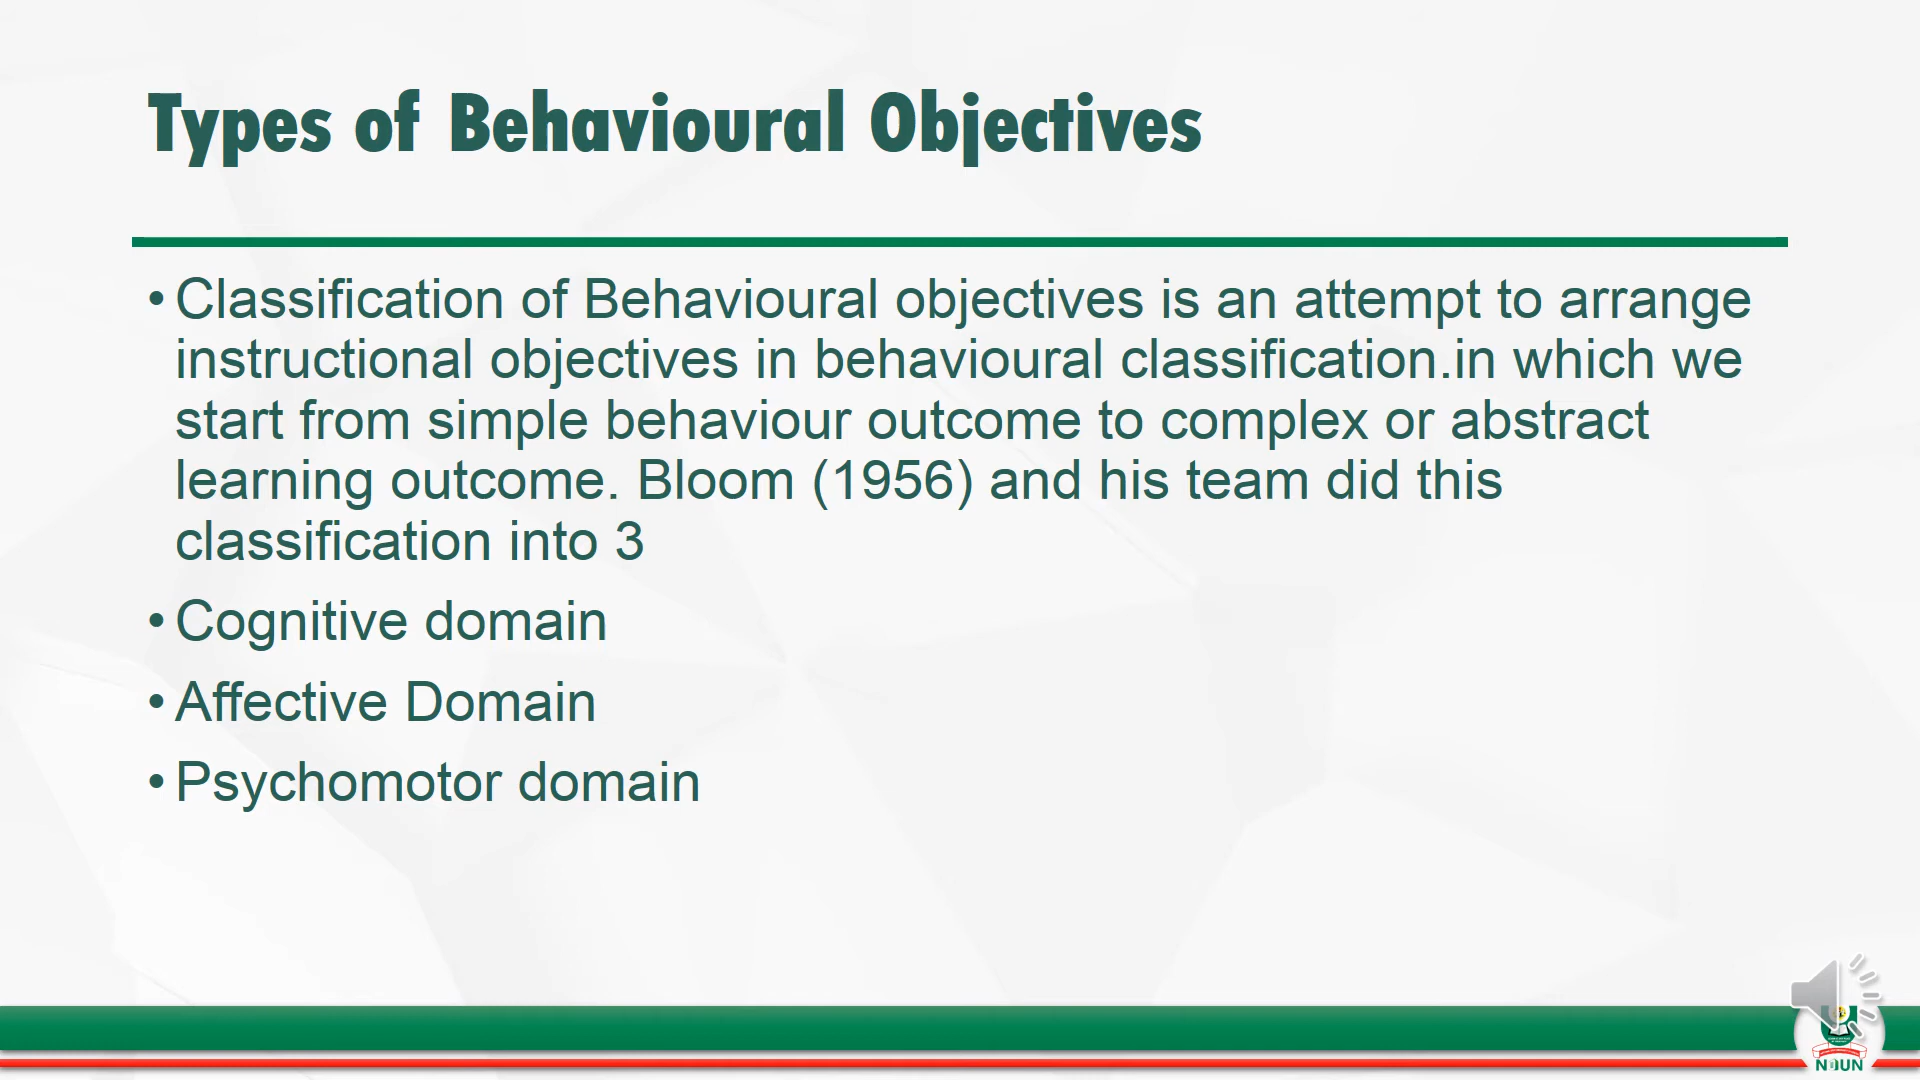 Types of Behavioural Objectives
• Classification of Behavioural objectives is an attempt to arrange
instructional objectives in behavioural classification.in which we
start from simple behaviour outcome to complex or abstract
learning outcome. Bloom (1956) and his team did this
classification into 3
• Cognitive domain
• Affective Domain
• Psychomotor domain
NOUN